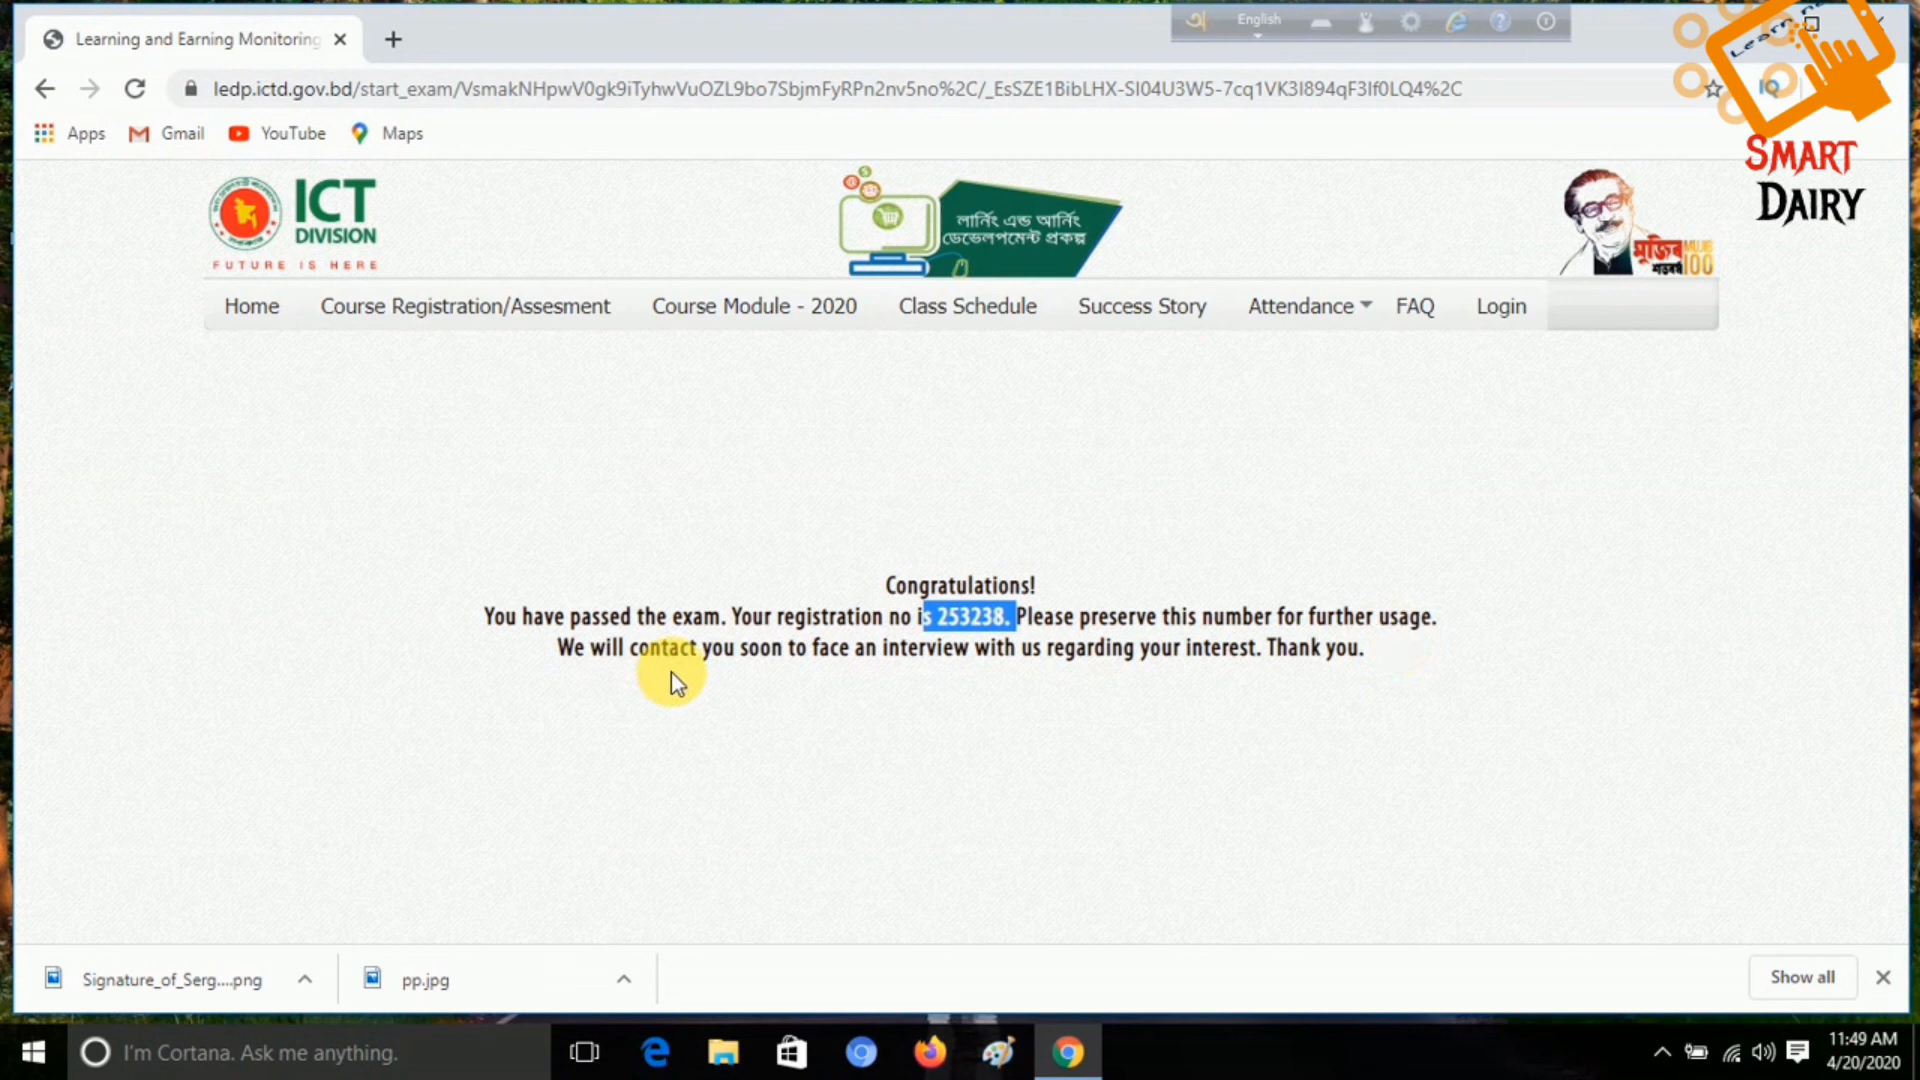 Learning and Earning Monitoring
English
Learn
ledp.ictd.gov.bd/start_exam/VsmakNHpwV0gk9iTyhwVuOZL9bo7SbjmFyRPn2nv5no%2C/_EsSZE1BibLHX-SI04U3W5-7cq1VK3I894qF3If0LQ4%2C
IQ
Apps
Gmail
YouTube
Maps
SMART
DAIRY
ICT
DIVISION
FUTURE IS HERE
লার্নিং এন্ড আর্নিং
ডেভেলপমেন্ট প্রকল্প
মুজিব MUJIB
শতবর্ষ 100
Home
Course Registration/Assesment
Course Module - 2020
Class Schedule
Success Story
Attendance
FAQ
Login
Congratulations!
You have passed the exam. Your registration no is 253238. Please preserve this number for further usage.
We will contact you soon to face an interview with us regarding your interest. Thank you.
Signature_of_Serg....png
pp.jpg
Show all
I'm Cortana. Ask me anything.
11:49 AM
4/20/2020